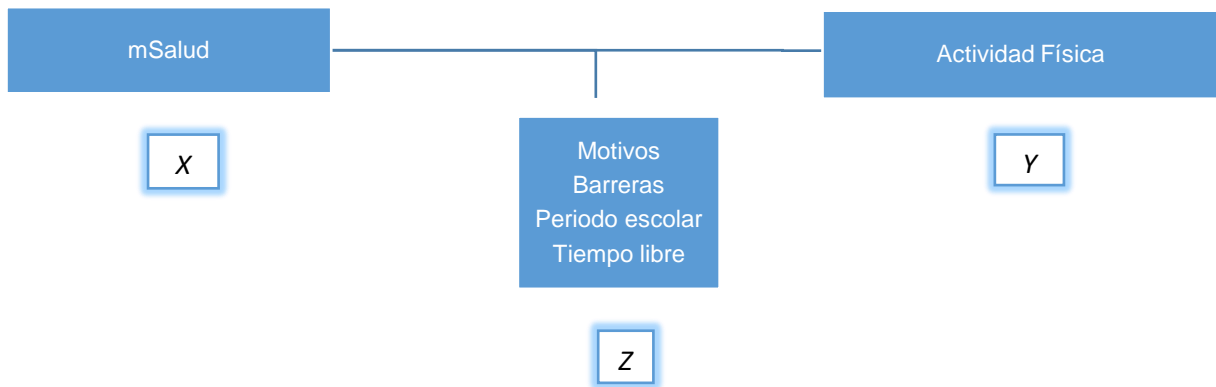 mSalud
Actividad Física
X
Y
Motivos
Barreras
Periodo escolar
Tiempo libre
Z